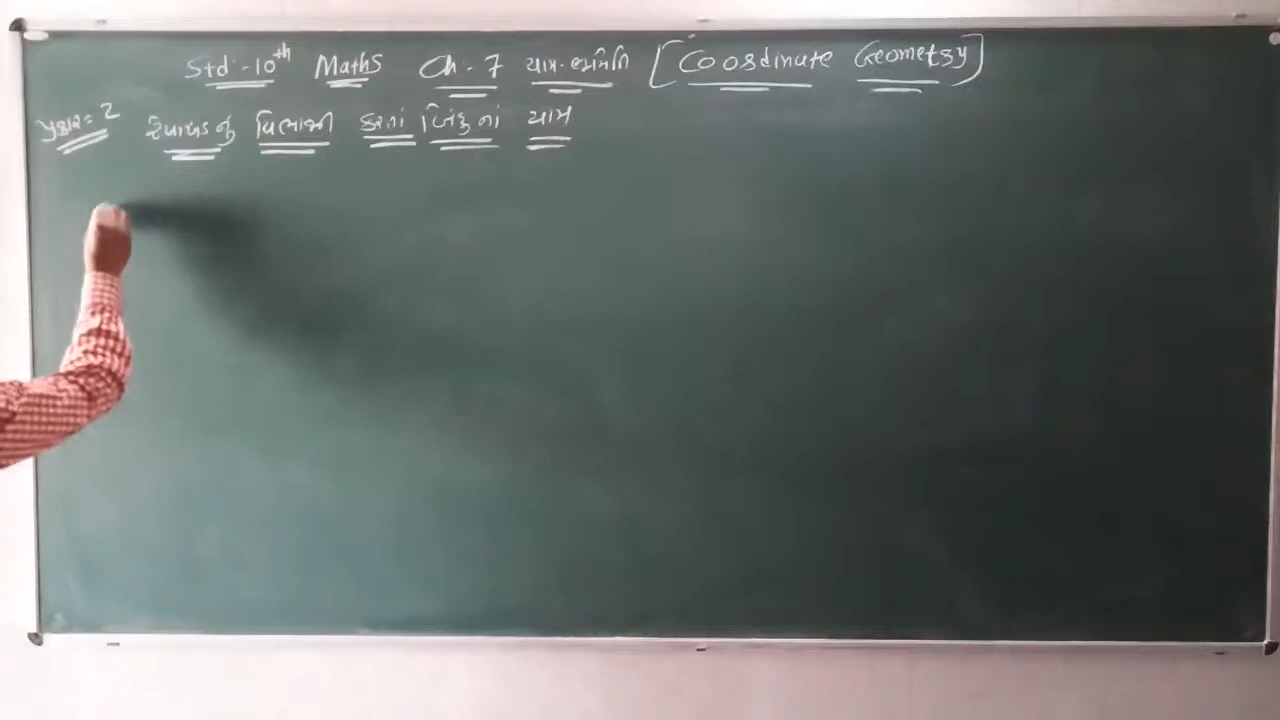 Std :- 10th Maths Ch. - 7 યામ-ભૂમિતિ [Coordinate Geometry]
પ્રકાર = 2 રેખાખંડનું વિભાજન કરતાં બિંદુનાં યામ